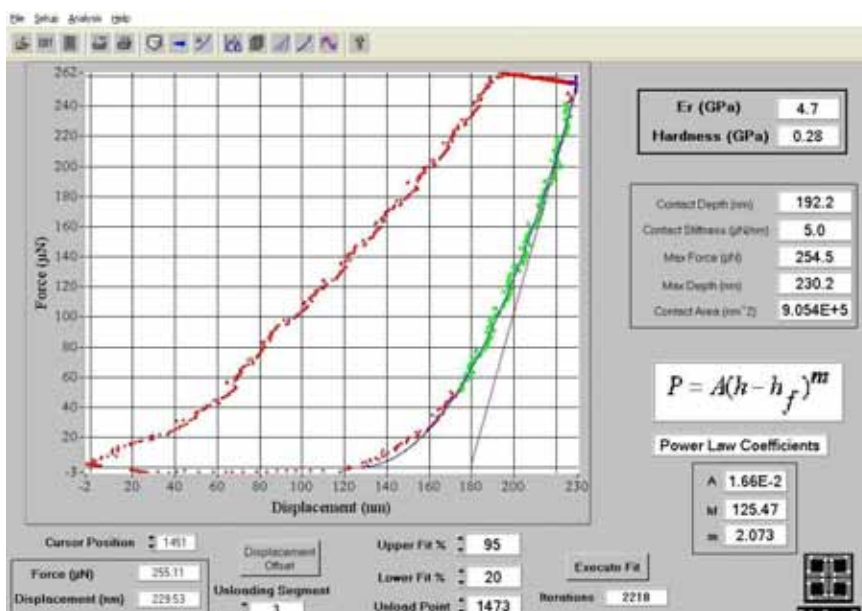 File Setup Analysis Help
262
240
220
200
180
160
140
120
100
80
60
40
20
-3
Force (μN)
-2 20 40 60 80 100 120 140 160 180 200 230
Displacement (nm)
Er (GPa) 4.7
Hardness (GPa) 0.28
Contact Depth (nm) 192.2
Contact Stiffness (μN/nm) 5.0
Max Force (μN) 254.5
Max Depth (nm) 230.2
Contact Area (nm^2) 9.054E+5
P = A(h - h_f)^m
Power Law Coefficients
A 1.66E-2
hf 125.47
m 2.073
Cursor Position 1451
Force (μN) 255.11
Displacement (nm) 229.53
Displacement Offset
Unloading Segment
3
Upper Fit % 95
Lower Fit % 20
Unload Point 1473
Execute Fit
Iterations 2218